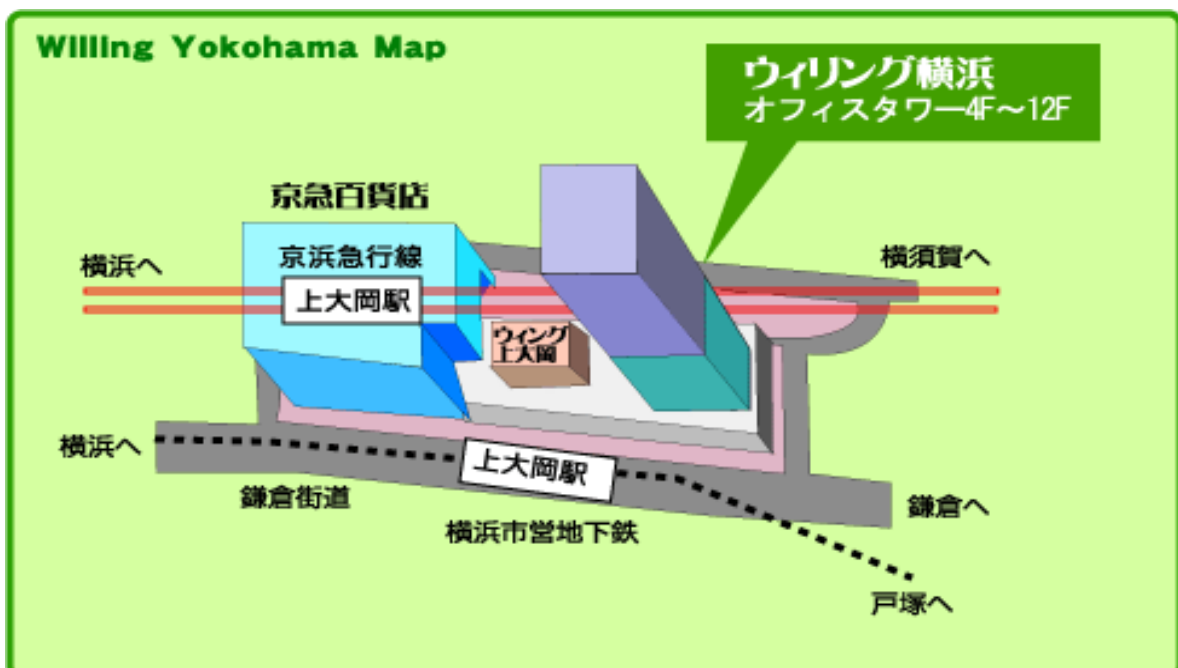 Willing Yokohama Map
ウィリング横浜
オフィスタワー4F〜12F
京急百貨店
横浜へ
京浜急行線
横須賀へ
上大岡駅
ウィング
上大岡
横浜へ
上大岡駅
鎌倉街道
鎌倉へ
横浜市営地下鉄
戸塚へ